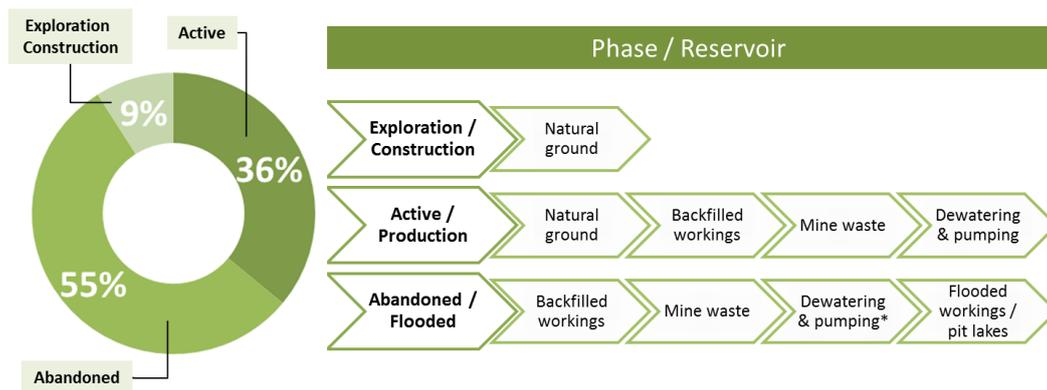 Exploration
Construction
Active
9%
36%
55%
Abandoned
Phase / Reservoir
Exploration /
Construction
Natural
ground
Active /
Production
Natural
ground
Backfilled
workings
Mine waste
Dewatering
& pumping
Abandoned /
Flooded
Backfilled
workings
Mine waste
Dewatering
& pumping*
Flooded
workings /
pit lakes